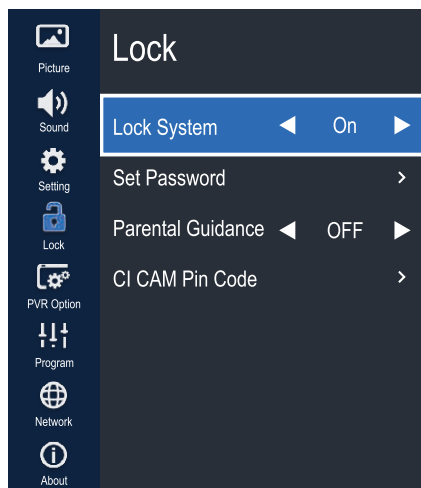 Picture
Sound
Setting
Lock
PVR Option
Program
Network
About
Lock
Lock System On
Set Password
Parental Guidance OFF
CI CAM Pin Code